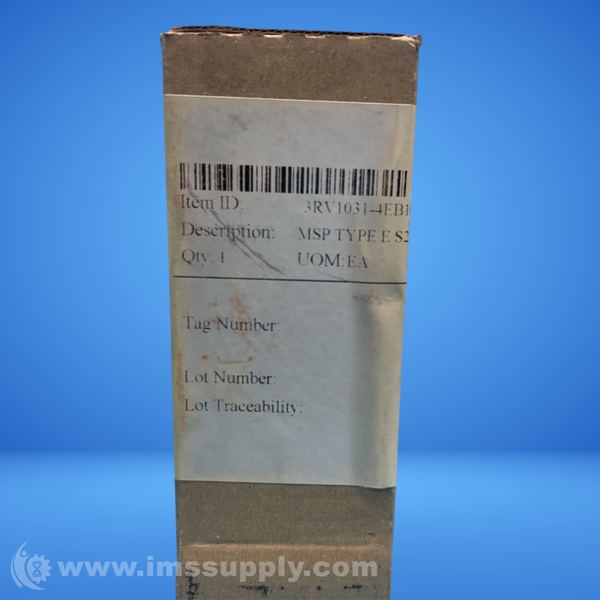 Item ID: 3RV1031-4EB1
Description: MSP TYPE E S2
Qty: 1 UOM:EA
Tag Number:
Lot Number:
Lot Traceability:
www.imssupply.com